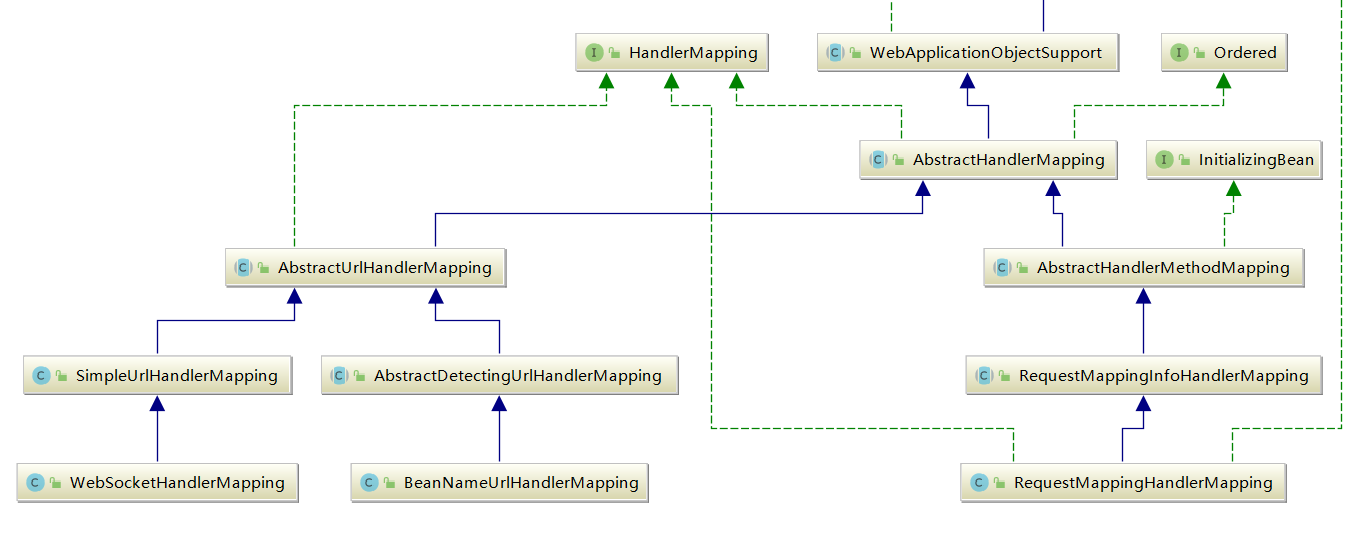 I HandlerMapping
C WebApplicationObjectSupport
I Ordered
C AbstractHandlerMapping
I InitializingBean
C AbstractUrlHandlerMapping
C AbstractHandlerMethodMapping
C SimpleUrlHandlerMapping
C AbstractDetectingUrlHandlerMapping
C RequestMappingInfoHandlerMapping
C WebSocketHandlerMapping
C BeanNameUrlHandlerMapping
C RequestMappingHandlerMapping